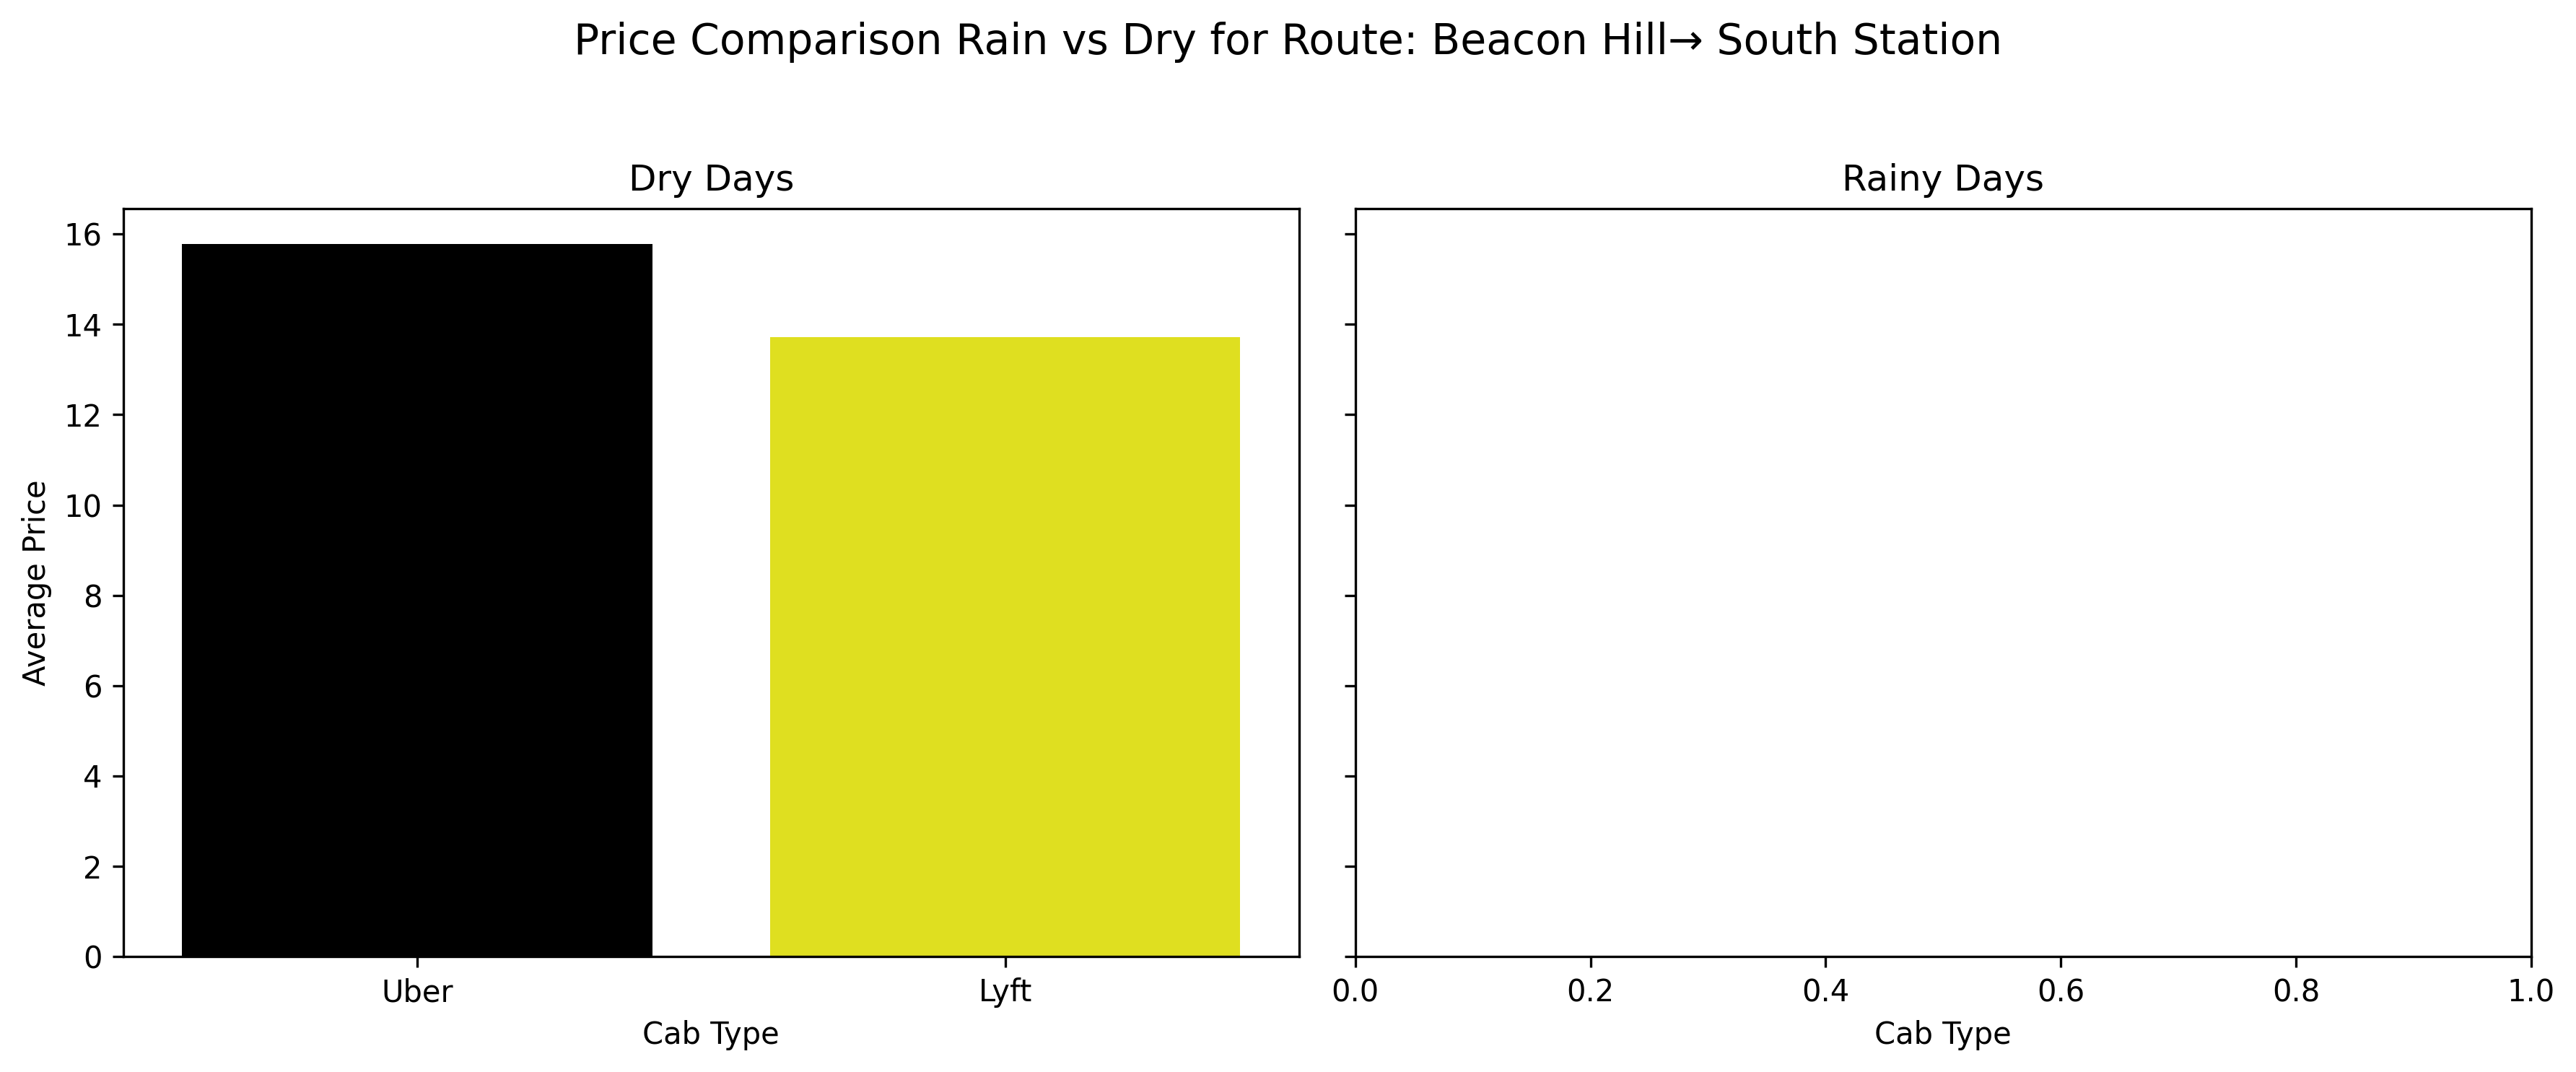 Price Comparison Rain vs Dry for Route: Beacon Hill→ South Station
Dry Days
Average Price
16
14
12
10
8
6
4
2
0
Uber Lyft
Cab Type
Rainy Days
0.0 0.2 0.4 0.6 0.8 1.0
Cab Type